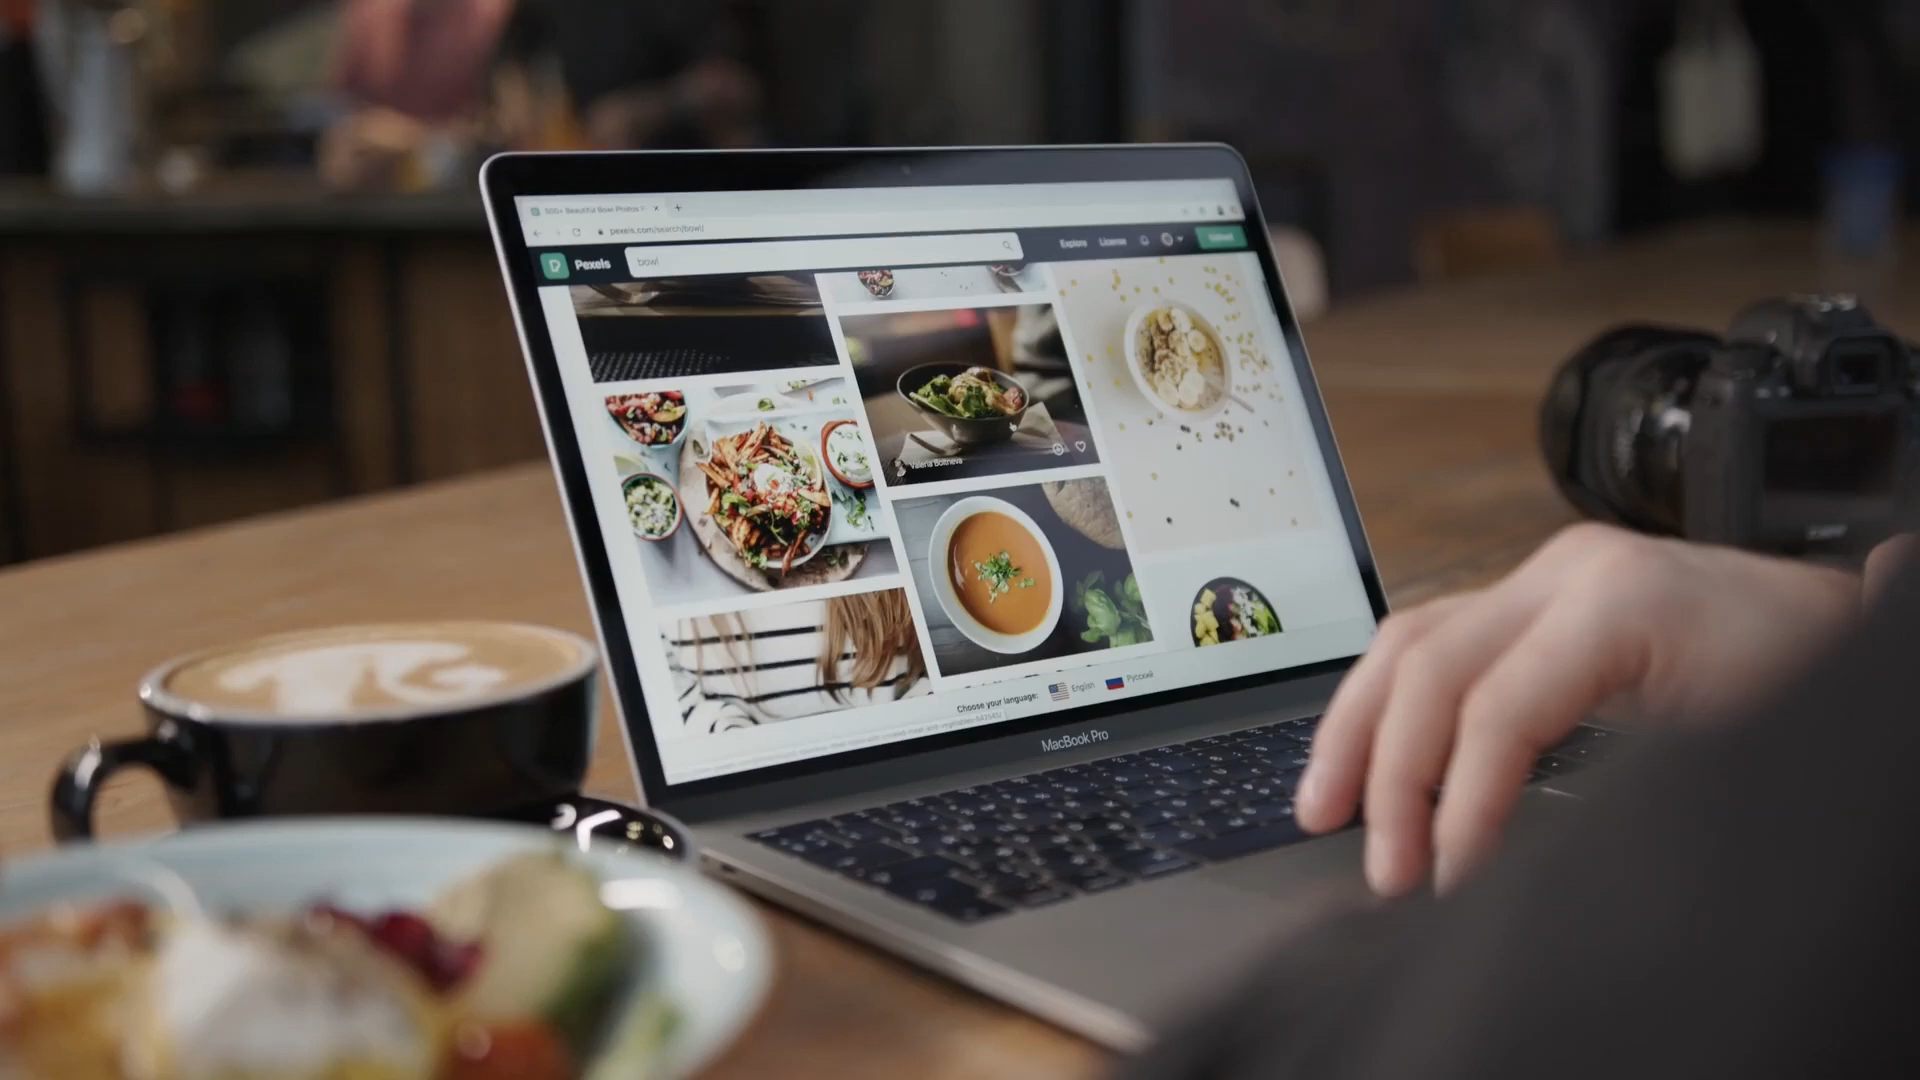 500+ Beautiful Bowl Photos
pexels.com/search/bowl/
Pexels
bowl
Explore
License
Upload
Valeria Boltneva
Choose your language:
English
Русский
MacBook Pro